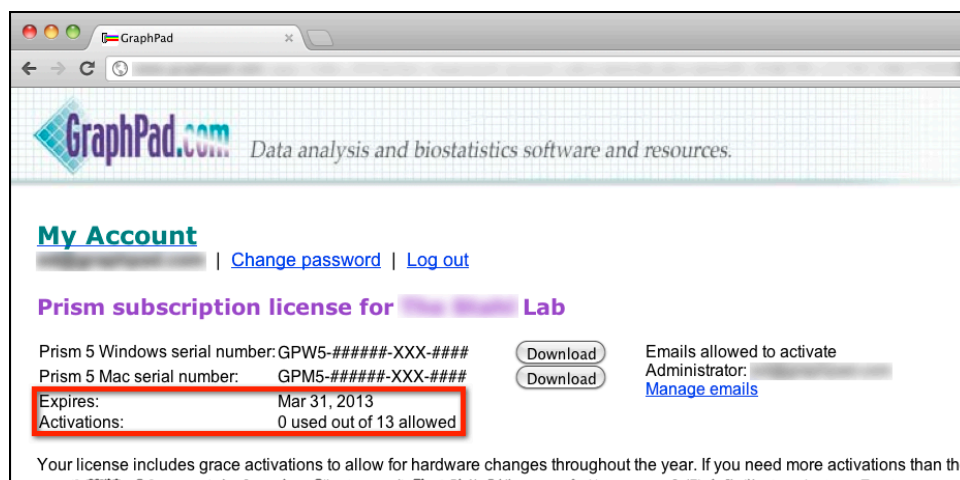 GraphPad
GraphPad.com Data analysis and biostatistics software and resources.
My Account
| Change password | Log out
Prism subscription license for Lab
Prism 5 Windows serial number: GPW5-######-XXX-#### Download Emails allowed to activate
Prism 5 Mac serial number: GPM5-######-XXX-#### Download Administrator:
Manage emails
Expires: Mar 31, 2013
Activations: 0 used out of 13 allowed
Your license includes grace activations to allow for hardware changes throughout the year. If you need more activations than th